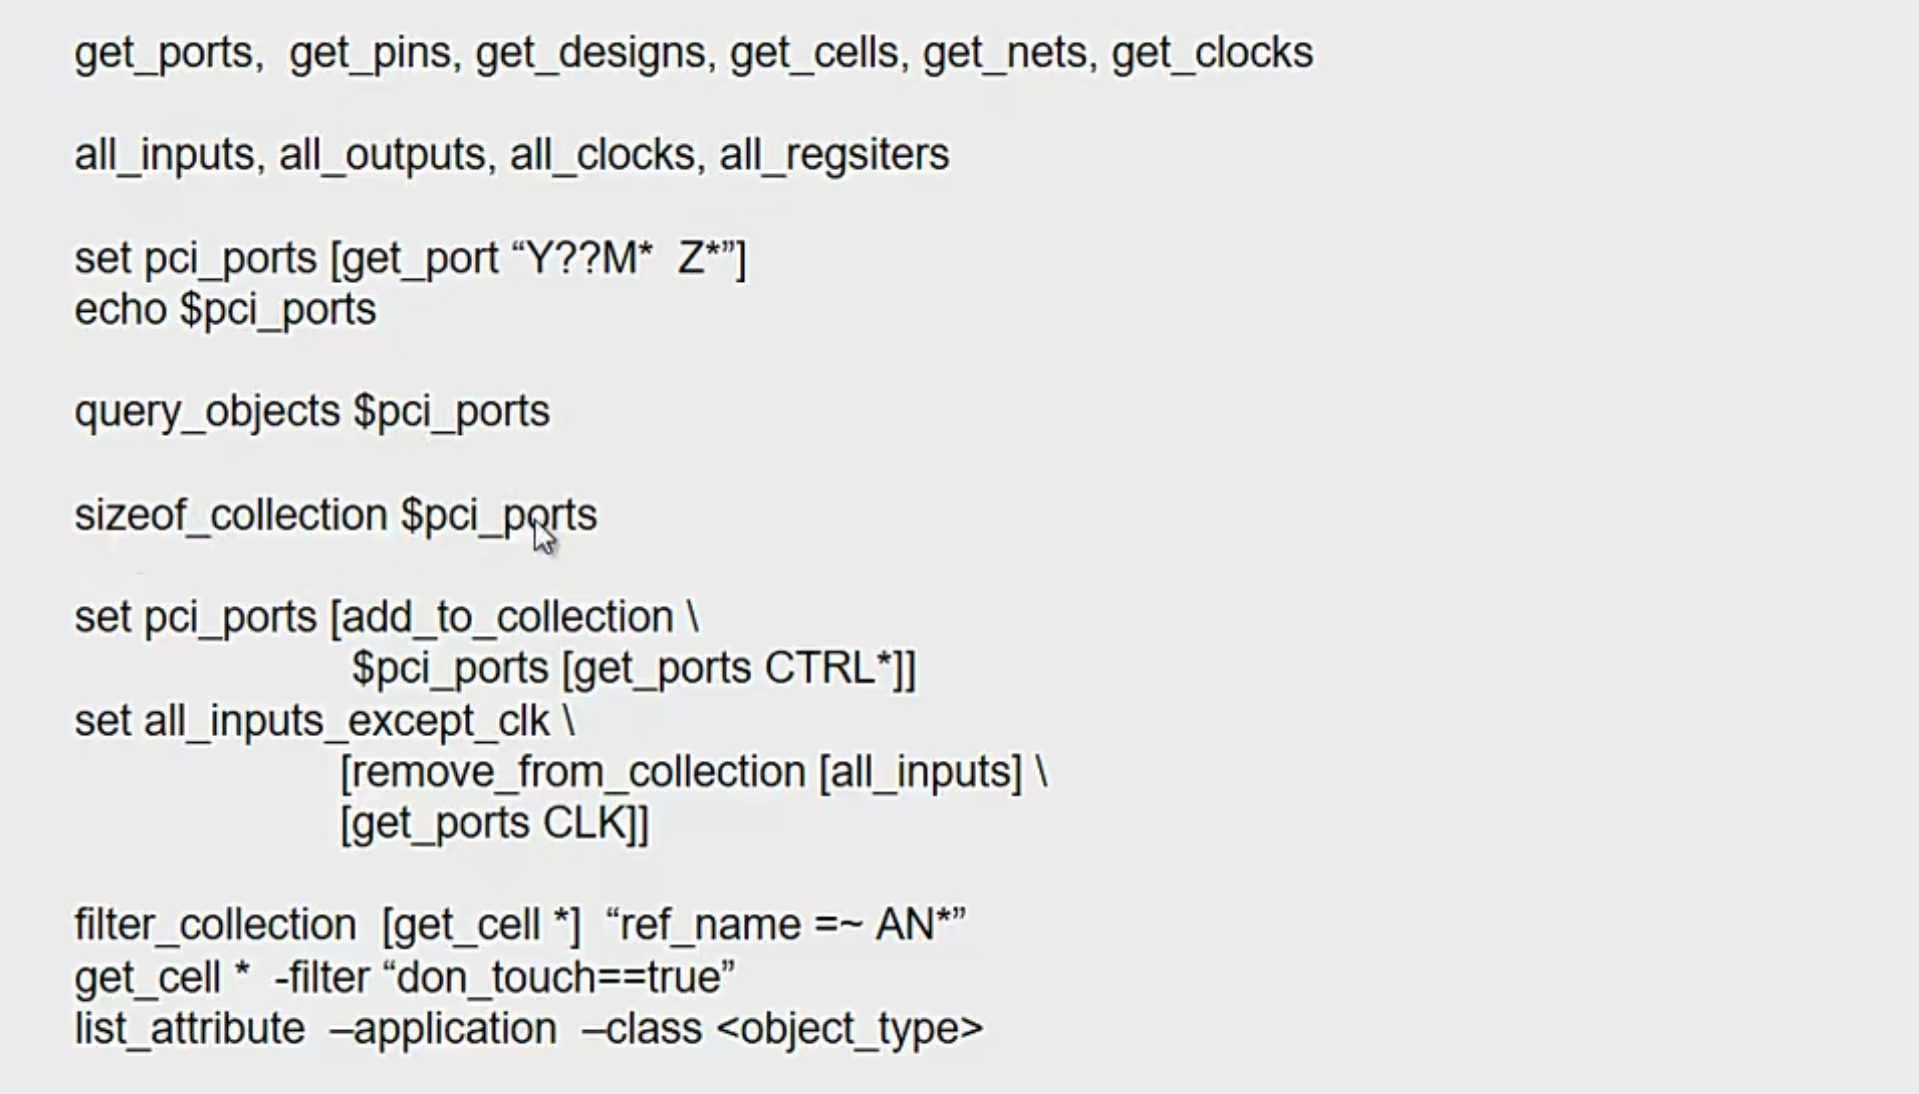 get_ports,  get_pins, get_designs, get_cells, get_nets, get_clocks
all_inputs, all_outputs, all_clocks, all_regsiters
set pci_ports [get_port “Y??M*  Z*”]
echo $pci_ports
query_objects $pci_ports
sizeof_collection $pci_ports
set pci_ports [add_to_collection \
$pci_ports [get_ports CTRL*]]
set all_inputs_except_clk \
[remove_from_collection [all_inputs] \
[get_ports CLK]]
filter_collection  [get_cell *]  “ref_name =~ AN*”
get_cell *  -filter “don_touch==true”
list_attribute  –application  –class <object_type>